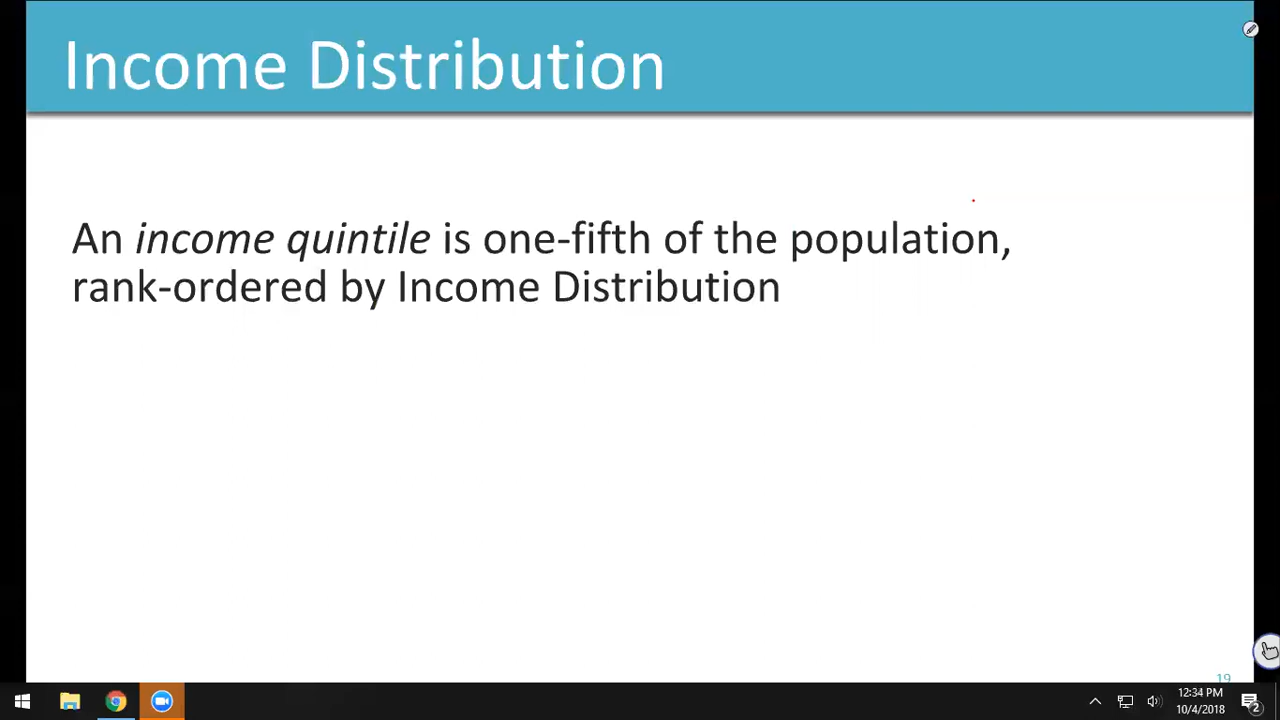 Income Distribution
An income quintile is one-fifth of the population,
rank-ordered by Income Distribution
19
12:34 PM
10/4/2018
2